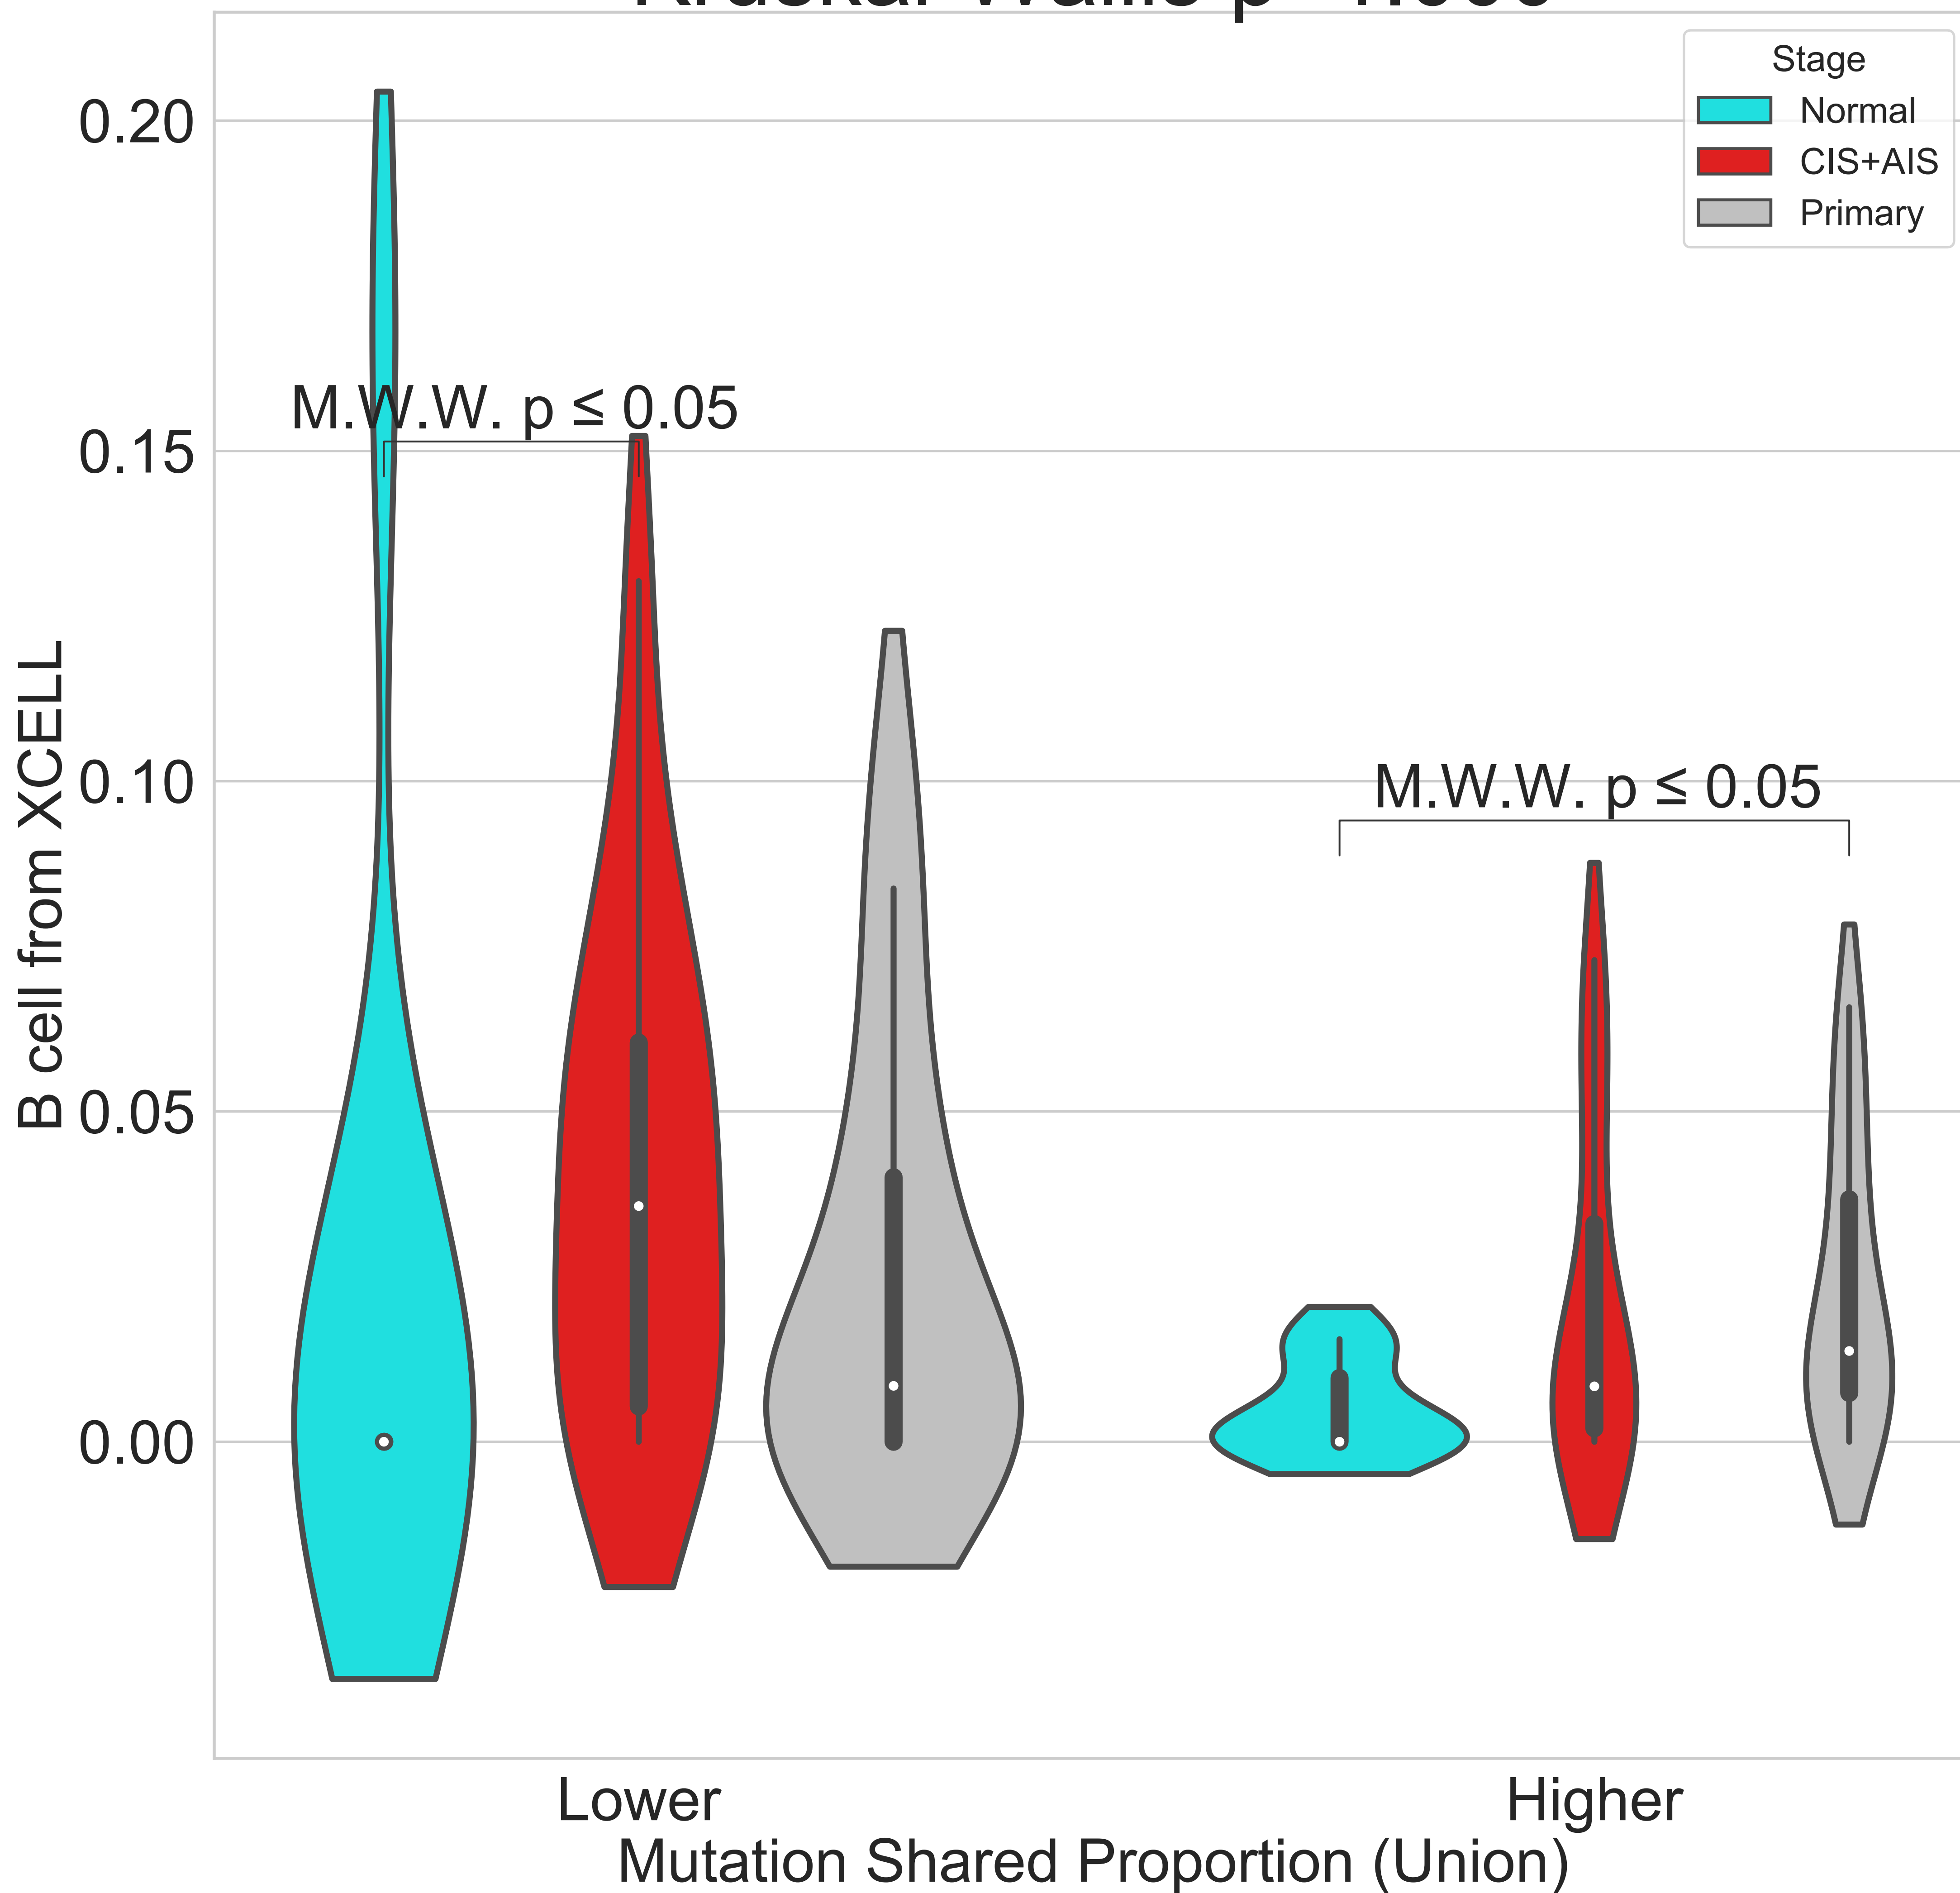 Stage
Normal
CIS+AIS
Primary
0.20
0.15
0.10
0.05
0.00
M.W.W. p ≤ 0.05
M.W.W. p ≤ 0.05
B cell from XCELL
Lower
Higher
Mutation Shared Proportion (Union)